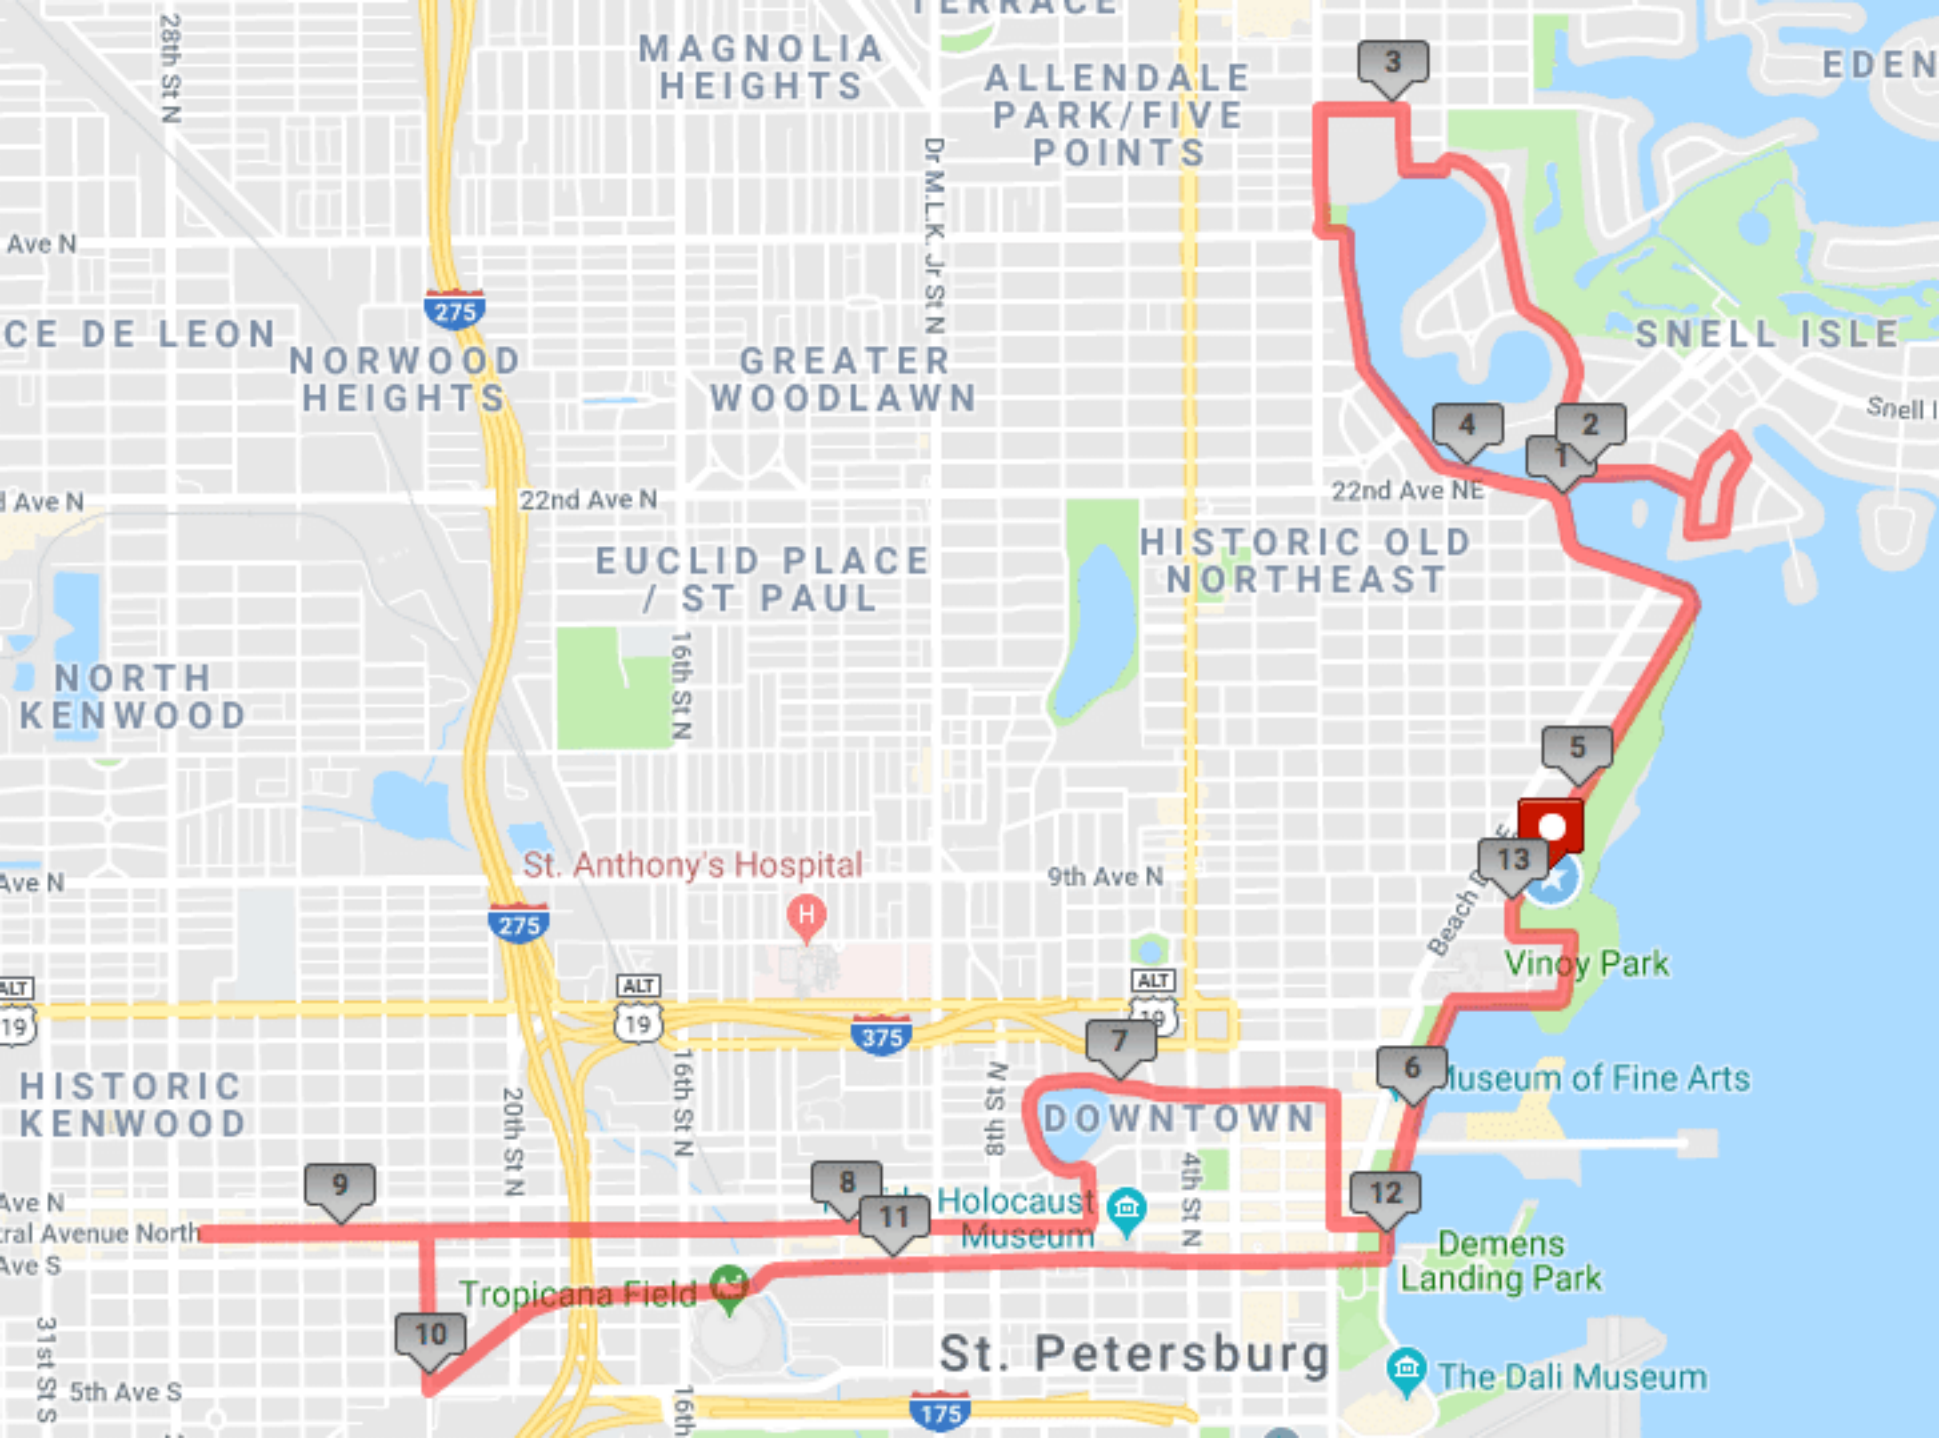 TERRACE
28th St N
MAGNOLIA
HEIGHTS
ALLENDALE
PARK/FIVE
POINTS
3
EDEN
Dr M.L.K. Jr St N
Ave N
275
CE DE LEON
NORWOOD
HEIGHTS
GREATER
WOODLAWN
SNELL ISLE
Snell I
4
2
1
d Ave N
22nd Ave N
22nd Ave NE
HISTORIC OLD
NORTHEAST
EUCLID PLACE
/ ST PAUL
16th St N
NORTH
KENWOOD
5
St. Anthony's Hospital
H
9th Ave N
13
Ave N
275
Beach D
Vinoy Park
ALT
19
ALT
19
ALT
19
375
7
6
Museum of Fine Arts
HISTORIC
KENWOOD
20th St N
16th St N
8th St N
DOWNTOWN
4th St N
9
8
11
12
Holocaust
Museum
Ave N
tral Avenue North
Ave S
Demens
Landing Park
Tropicana Field
10
31st St S
5th Ave S
16th
St. Petersburg
175
The Dali Museum